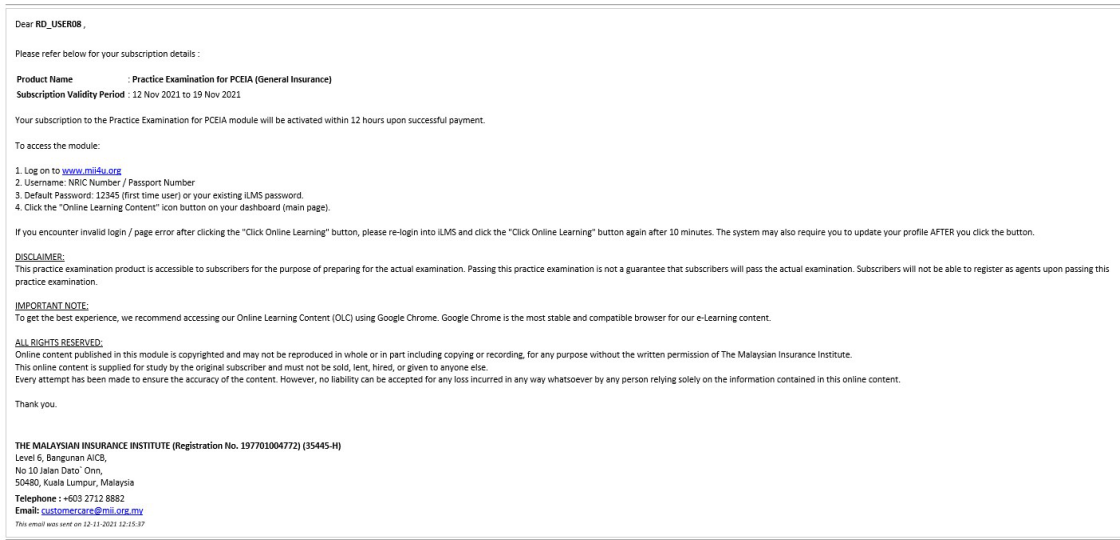 Dear RD_USER08 ,
Please refer below for your subscription details :
Product Name : Practice Examination for PCEIA (General Insurance)
Subscription Validity Period : 12 Nov 2021 to 19 Nov 2021
Your subscription to the Practice Examination for PCEIA module will be activated within 12 hours upon successful payment.
To access the module:
1. Log on to www.mii4u.org
2. Username: NRIC Number / Passport Number
3. Default Password: 12345 (first time user) or your existing iLMS password.
4. Click the "Online Learning Content" icon button on your dashboard (main page).
If you encounter invalid login / page error after clicking the "Click Online Learning" button, please re-login into iLMS and click the "Click Online Learning" button again after 10 minutes. The system may also require you to update your profile AFTER you click the button.
DISCLAIMER:
This practice examination product is accessible to subscribers for the purpose of preparing for the actual examination. Passing this practice examination is not a guarantee that subscribers will pass the actual examination. Subscribers will not be able to register as agents upon passing this
practice examination.
IMPORTANT NOTE:
To get the best experience, we recommend accessing our Online Learning Content (OLC) using Google Chrome. Google Chrome is the most stable and compatible browser for our e-Learning content.
ALL RIGHTS RESERVED:
Online content published in this module is copyrighted and may not be reproduced in whole or in part including copying or recording, for any purpose without the written permission of The Malaysian Insurance Institute.
This online content is supplied for study by the original subscriber and must not be sold, lent, hired, or given to anyone else.
Every attempt has been made to ensure the accuracy of the content. However, no liability can be accepted for any loss incurred in any way whatsoever by any person relying solely on the information contained in this online content.
Thank you.
THE MALAYSIAN INSURANCE INSTITUTE (Registration No. 197701004772) (35445-H)
Level 6, Bangunan AICB,
No 10 Jalan Dato` Onn,
50480, Kuala Lumpur, Malaysia
Telephone : +603 2712 8882
Email: customercare@mii.org.my
This email was sent on 12-11-2021 12:15:37